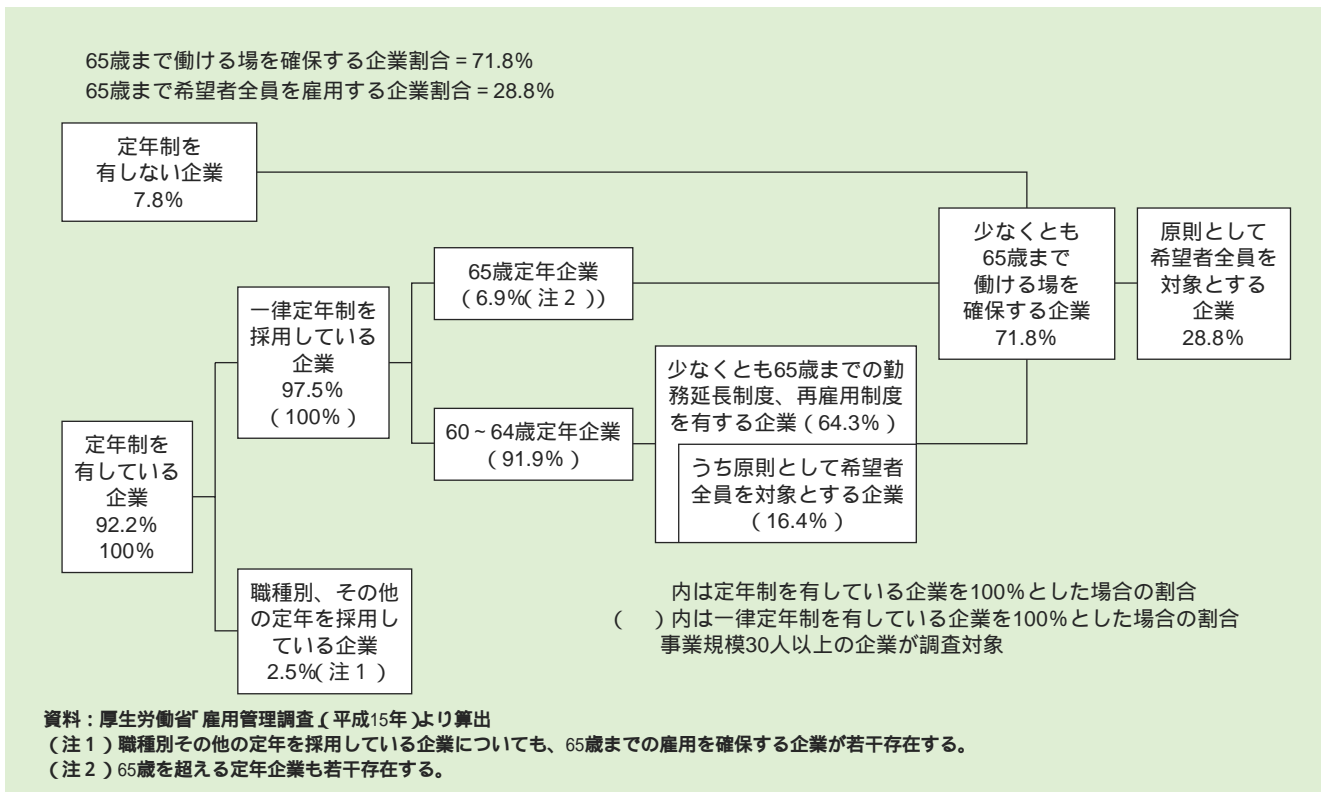 65歳まで働ける場を確保する企業割合 = 71.8%
65歳まで希望者全員を雇用する企業割合 = 28.8%
定年制を
有しない企業
7.8%
定年制を
有している
企業
92.2%
100%
一律定年制を
採用している
企業
97.5%
(100%)
職種別、その他
の定年を採用し
ている企業
2.5%(注1)
65歳定年企業
(6.9%(注2))
60~64歳定年企業
(91.9%)
少なくとも65歳までの勤
務延長制度、再雇用制度
を有する企業(64.3%)
うち原則として希望者
全員を対象とする企業
(16.4%)
少なくとも
65歳まで
働ける場を
確保する企業
71.8%
原則として
希望者全員を
対象とする
企業
28.8%
内は定年制を有している企業を100%とした場合の割合
( )内は一律定年制を有している企業を100%とした場合の割合
事業規模30人以上の企業が調査対象
資料:厚生労働省「雇用管理調査(平成15年)」より算出
(注1)職種別その他の定年を採用している企業についても、65歳までの雇用を確保する企業が若干存在する。
(注2)65歳を超える定年企業も若干存在する。